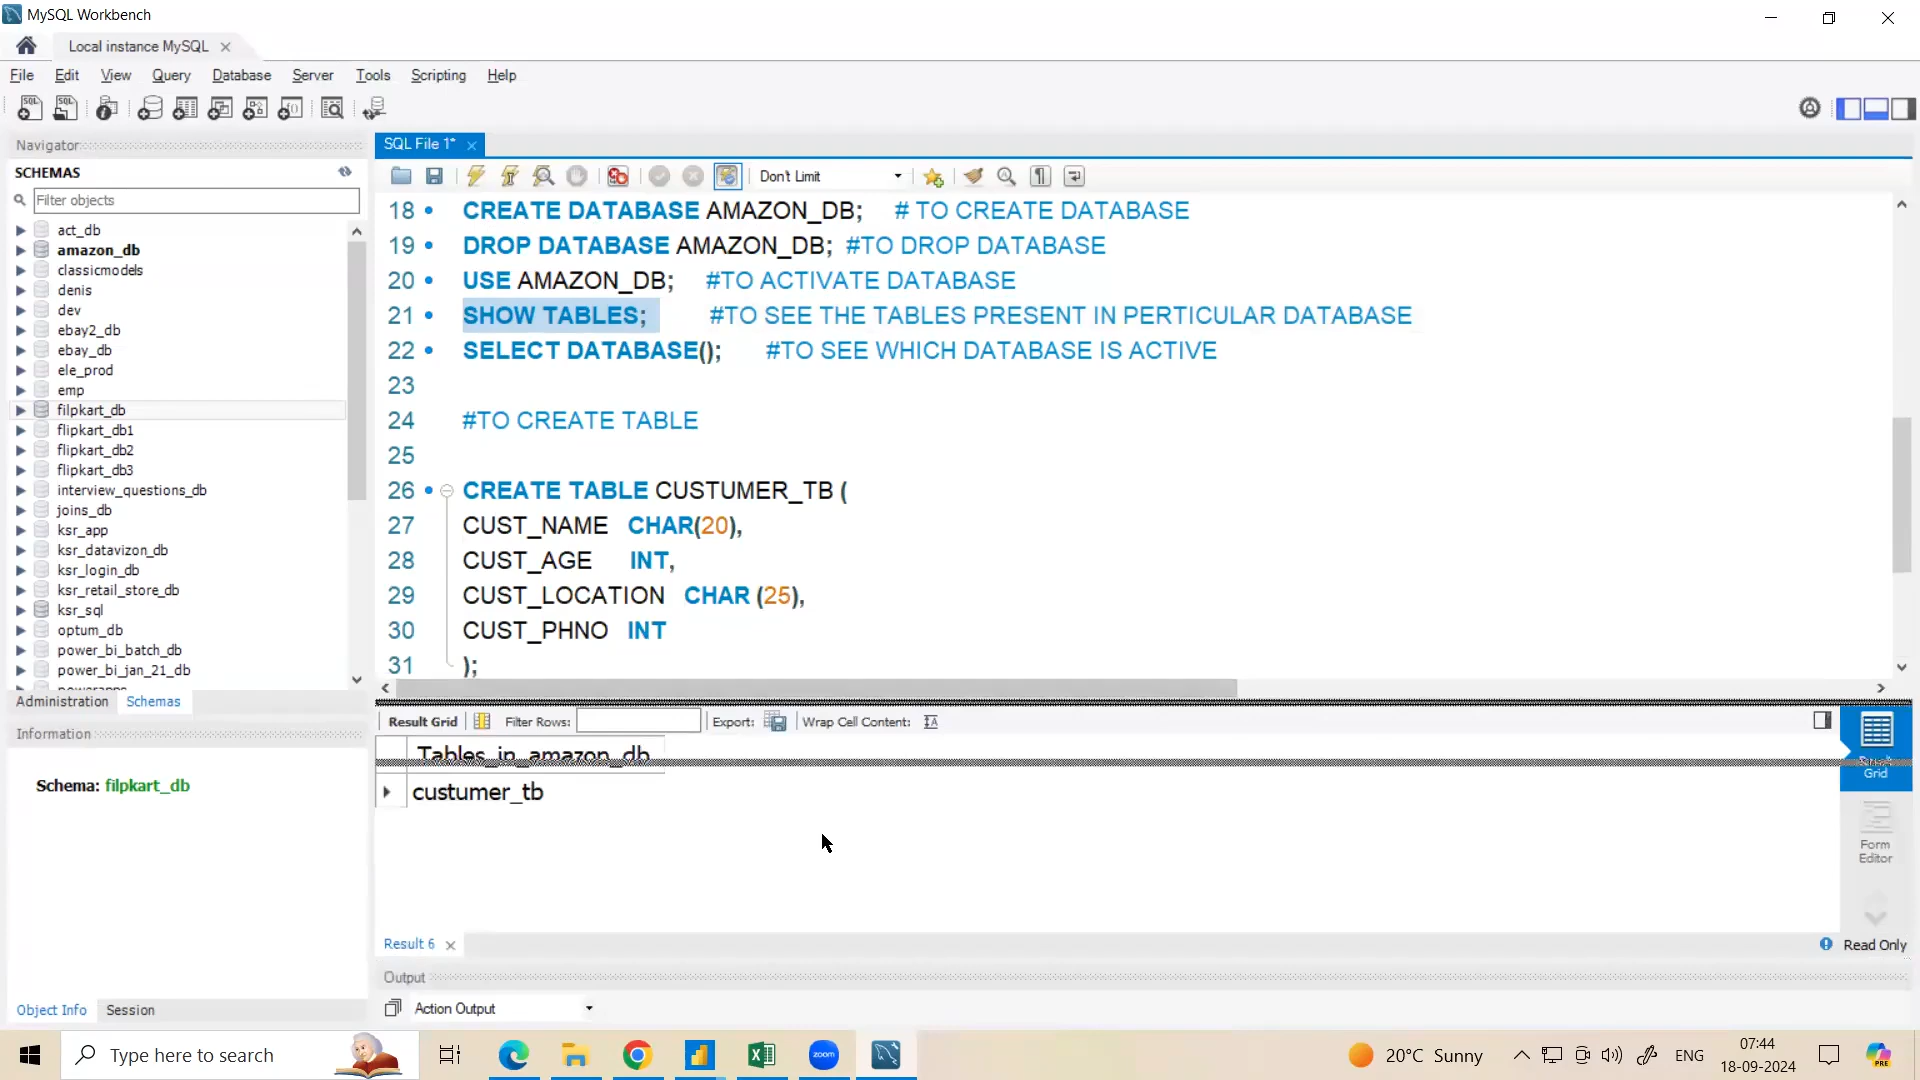 MySQL Workbench
Local instance MySQL
File Edit View Query Database Server Tools Scripting Help
Navigator
SCHEMAS
Filter objects
act_db
amazon_db
classicmodels
denis
dev
ebay2_db
ebay_db
ele_prod
emp
filpkart_db
flipkart_db1
flipkart_db2
flipkart_db3
interview_questions_db
joins_db
ksr_app
ksr_datavizon_db
ksr_login_db
ksr_retail_store_db
ksr_sql
optum_db
power_bi_batch_db
power_bi_jan_21_db
Administration Schemas
Information
Schema: filpkart_db
Object Info Session
SQL File 1*
Don't Limit
18 CREATE DATABASE AMAZON_DB; # TO CREATE DATABASE
19 DROP DATABASE AMAZON_DB; #TO DROP DATABASE
20 USE AMAZON_DB; #TO ACTIVATE DATABASE
21 SHOW TABLES; #TO SEE THE TABLES PRESENT IN PERTICULAR DATABASE
22 SELECT DATABASE(); #TO SEE WHICH DATABASE IS ACTIVE
23
24 #TO CREATE TABLE
25
26 CREATE TABLE CUSTUMER_TB (
27 CUST_NAME CHAR(20),
28 CUST_AGE INT,
29 CUST_LOCATION CHAR (25),
30 CUST_PHNO INT
31 );
Result Grid Filter Rows: Export: Wrap Cell Content:
Tables_in_amazon_db
custumer_tb
Grid
Form
Editor
Result 6
Read Only
Output
Action Output
Type here to search
zoom
20°C Sunny
ENG
07:44
18-09-2024
PRE